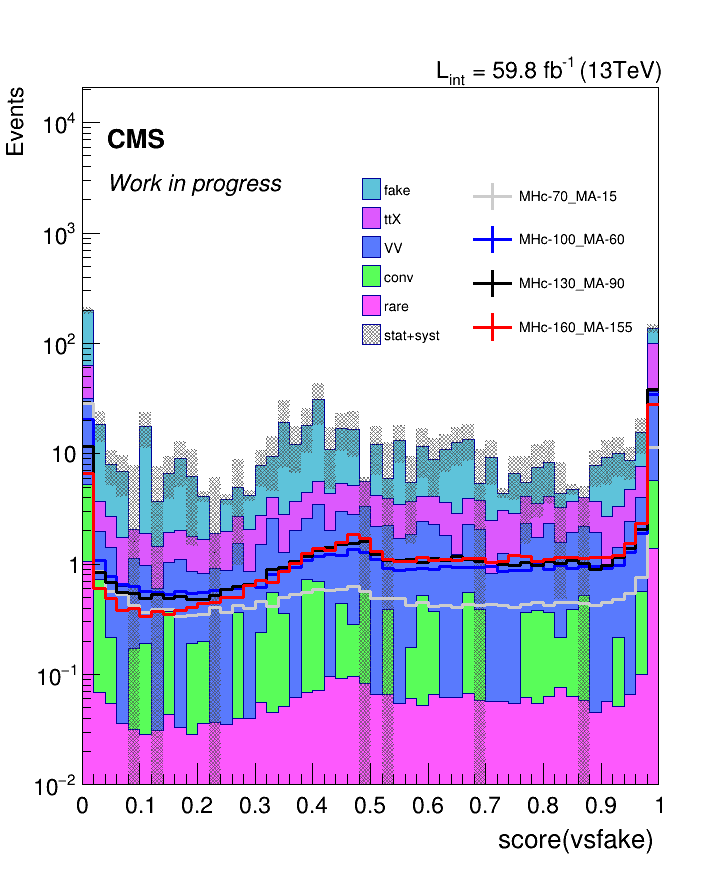 L_int = 59.8 fb^-1 (13TeV)
Events
CMS
Work in progress
fake
ttX
VV
conv
rare
stat+syst
MHc-70_MA-15
MHc-100_MA-60
MHc-130_MA-90
MHc-160_MA-155
10^4
10^3
10^2
10
1
10^−1
10^−2
0 0.1 0.2 0.3 0.4 0.5 0.6 0.7 0.8 0.9 1
score(vsfake)